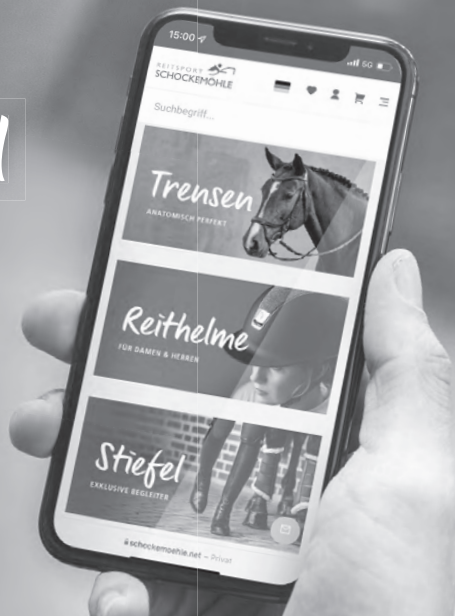 15:00
5G
REITSPORT
SCHOCKEMÖHLE
Suchbegriff...
Trensen
ANATOMISCH PERFEKT
Reithelme
FÜR DAMEN & HERREN
Stiefel
EXKLUSIVE BEGLEITER
schockemoehle.net – Privat